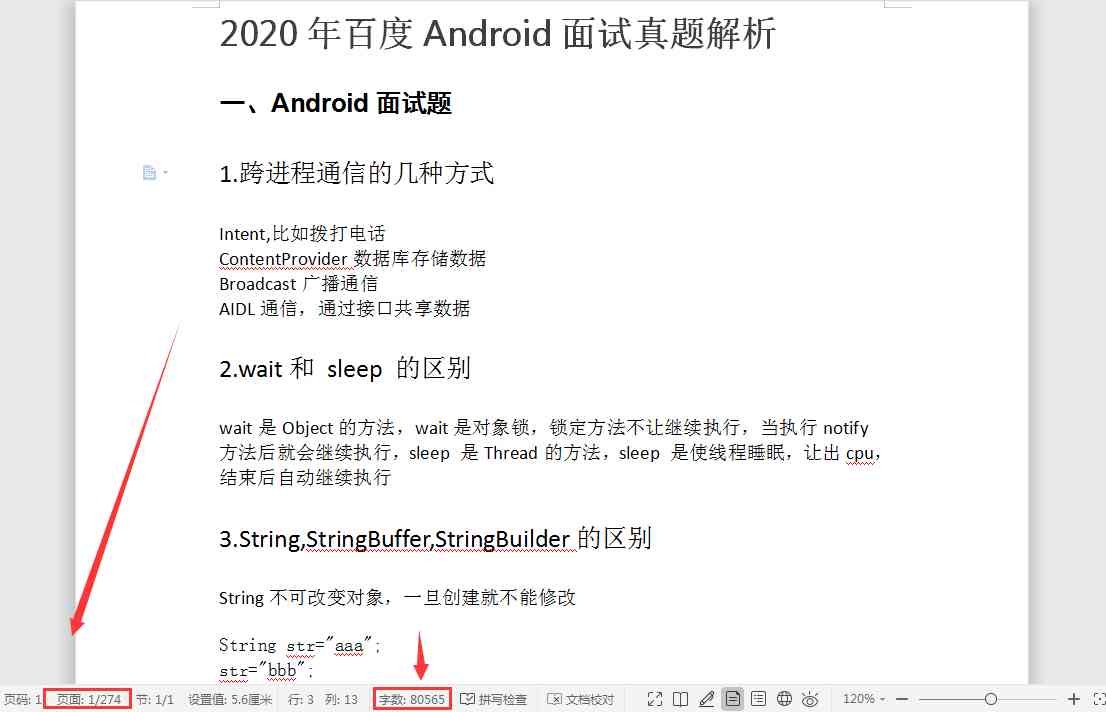 2020 年百度 Android 面试真题解析
一、Android 面试题
1.跨进程通信的几种方式
Intent,比如拨打电话
ContentProvider 数据库存储数据
Broadcast 广播通信
AIDL 通信，通过接口共享数据
2.wait 和 sleep 的区别
wait 是 Object 的方法，wait 是对象锁，锁定方法不让继续执行，当执行 notify
方法后就会继续执行，sleep 是 Thread 的方法，sleep 是使线程睡眠，让出 cpu，
结束后自动继续执行
3.String,StringBuffer,StringBuilder 的区别
String 不可改变对象，一旦创建就不能修改
String str="aaa";
str="bbb";
页码: 1 页面: 1/274 节: 1/1 设置值: 5.6厘米 行: 3 列: 13 字数: 80565 拼写检查 文档校对 120%